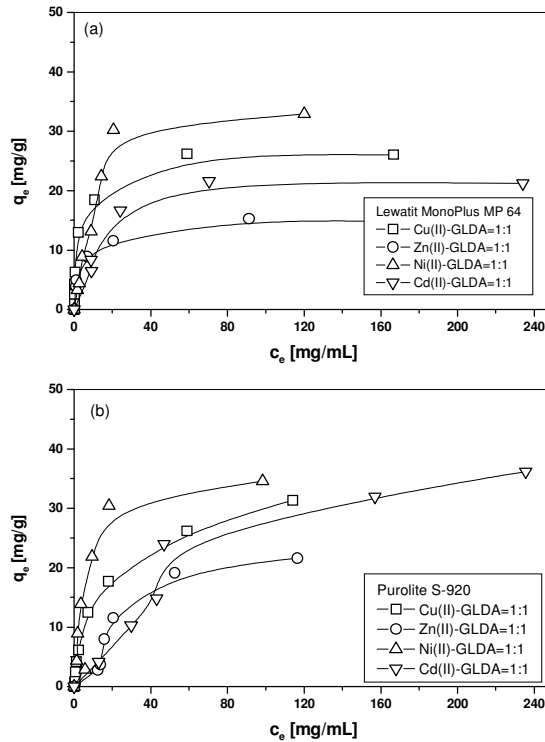 (a)
50
40
30
20
10
0
qe [mg/g]
Lewatit MonoPlus MP 64
Cu(II)-GLDA=1:1
Zn(II)-GLDA=1:1
Ni(II)-GLDA=1:1
Cd(II)-GLDA=1:1
0 40 80 120 160 200 240
ce [mg/mL]
(b)
50
40
30
20
10
0
qe [mg/g]
Purolite S-920
Cu(II)-GLDA=1:1
Zn(II)-GLDA=1:1
Ni(II)-GLDA=1:1
Cd(II)-GLDA=1:1
0 40 80 120 160 200 240
ce [mg/mL]